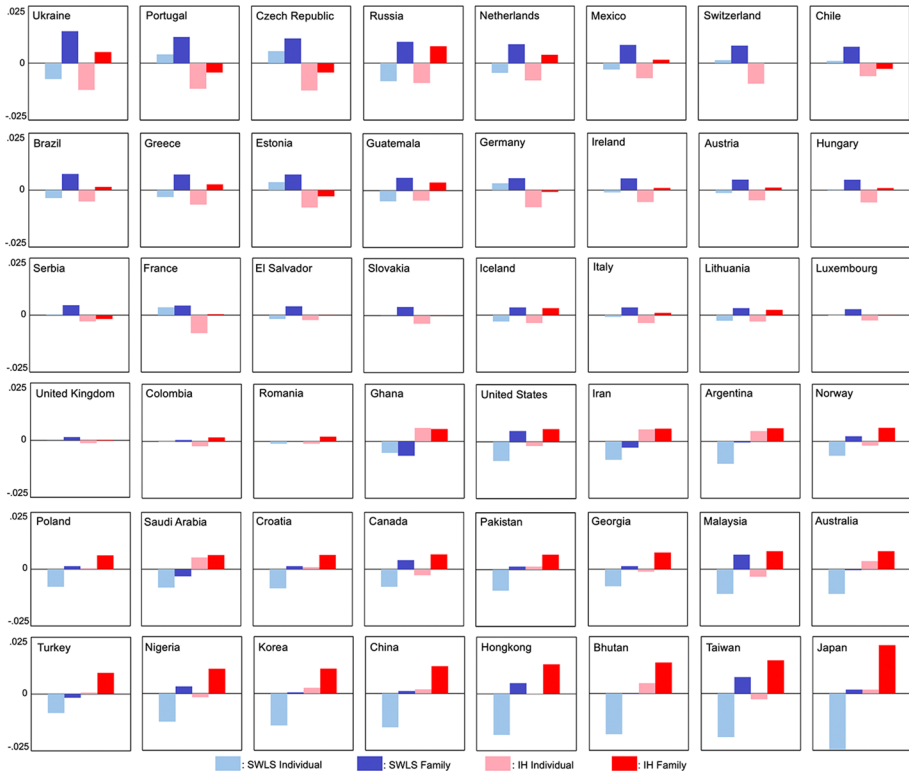 .025
Ukraine Portugal Czech Republic Russia Netherlands Mexico Switzerland Chile
0
-.025
.025
Brazil Greece Estonia Guatemala Germany Ireland Austria Hungary
0
-.025
.025
Serbia France El Salvador Slovakia Iceland Italy Lithuania Luxembourg
0
-.025
.025
United Kingdom Colombia Romania Ghana United States Iran Argentina Norway
0
-.025
.025
Poland Saudi Arabia Croatia Canada Pakistan Georgia Malaysia Australia
0
-.025
.025
Turkey Nigeria Korea China Hongkong Bhutan Taiwan Japan
0
-.025
: SWLS Individual : SWLS Family : IH Individual : IH Family